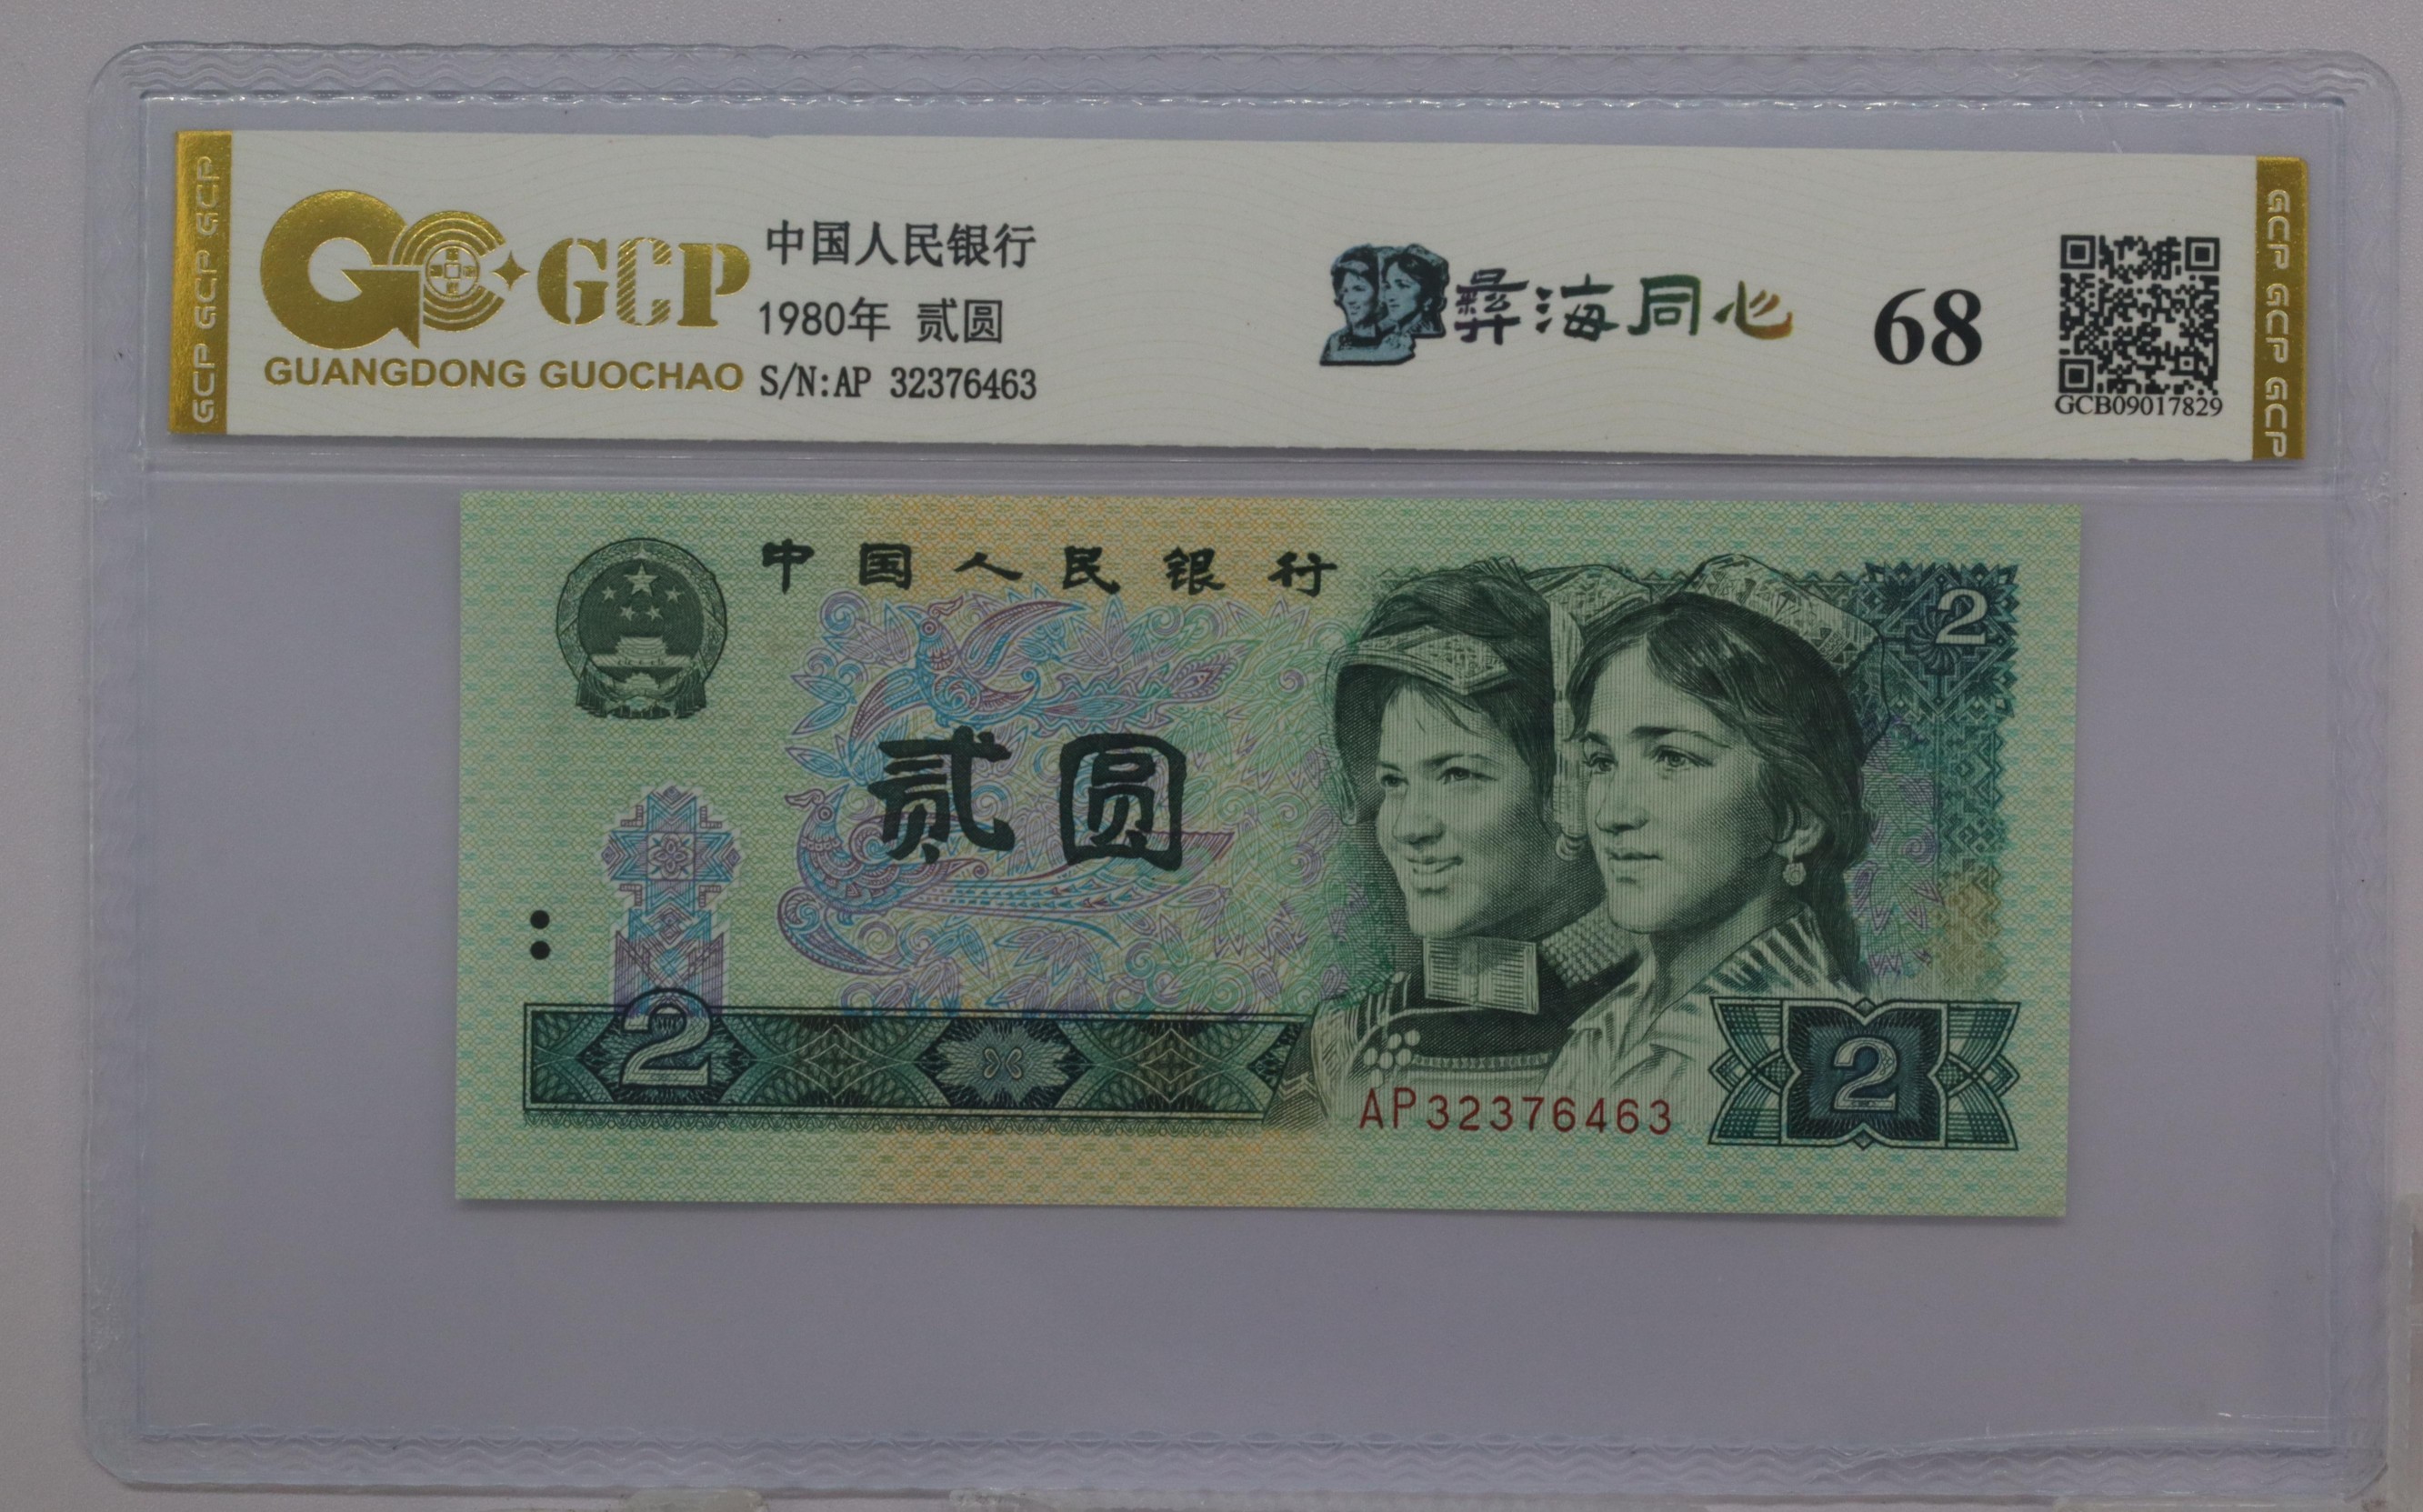 GCP GCP GCP
GCP
GUANGDONG GUOCHAO
中国人民银行
1980年 贰圆
S/N:AP 32376463
彝海同心
68
GCB09017829
GCP GCP GCP
中国人民银行
2
贰圆
2
AP32376463
2